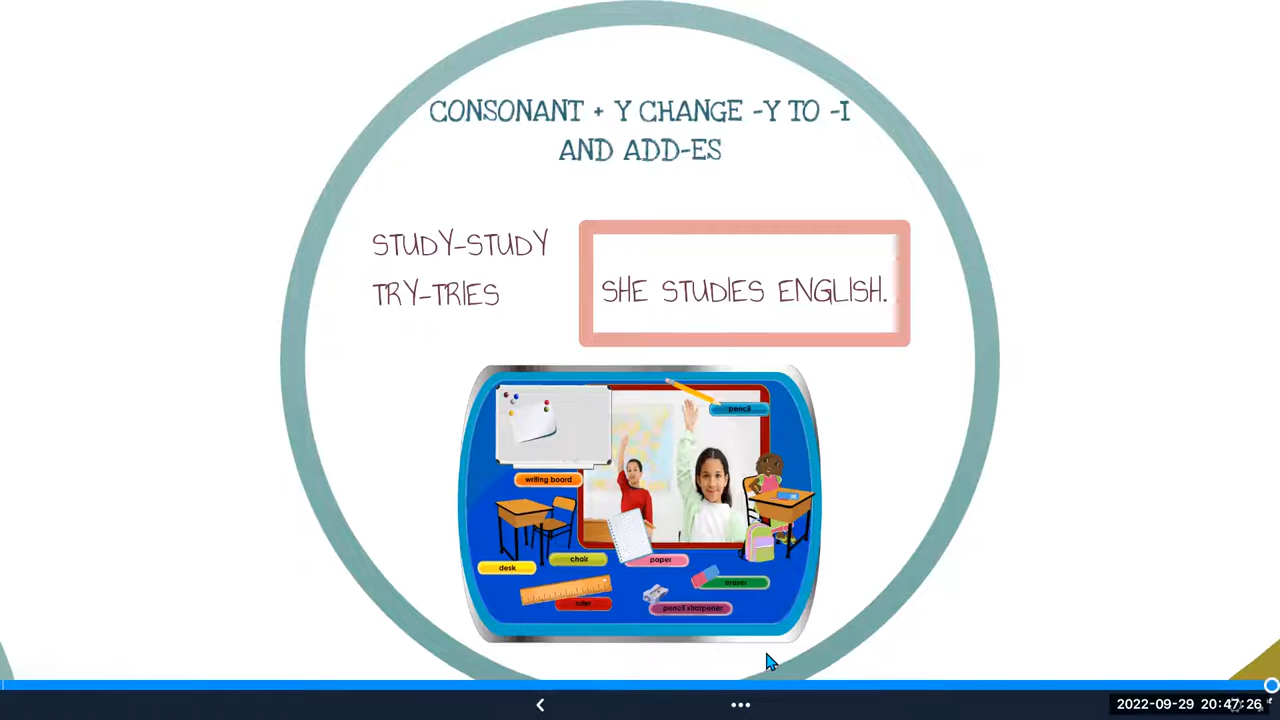 CONSONANT + Y CHANGE -Y TO -I
AND ADD-ES
STUDY-STUDY
TRY-TRIES
SHE STUDIES ENGLISH.
pencil
writing board
chair
paper
desk
eraser
ruler
pencil sharpener
2022-09-29 20:47:26